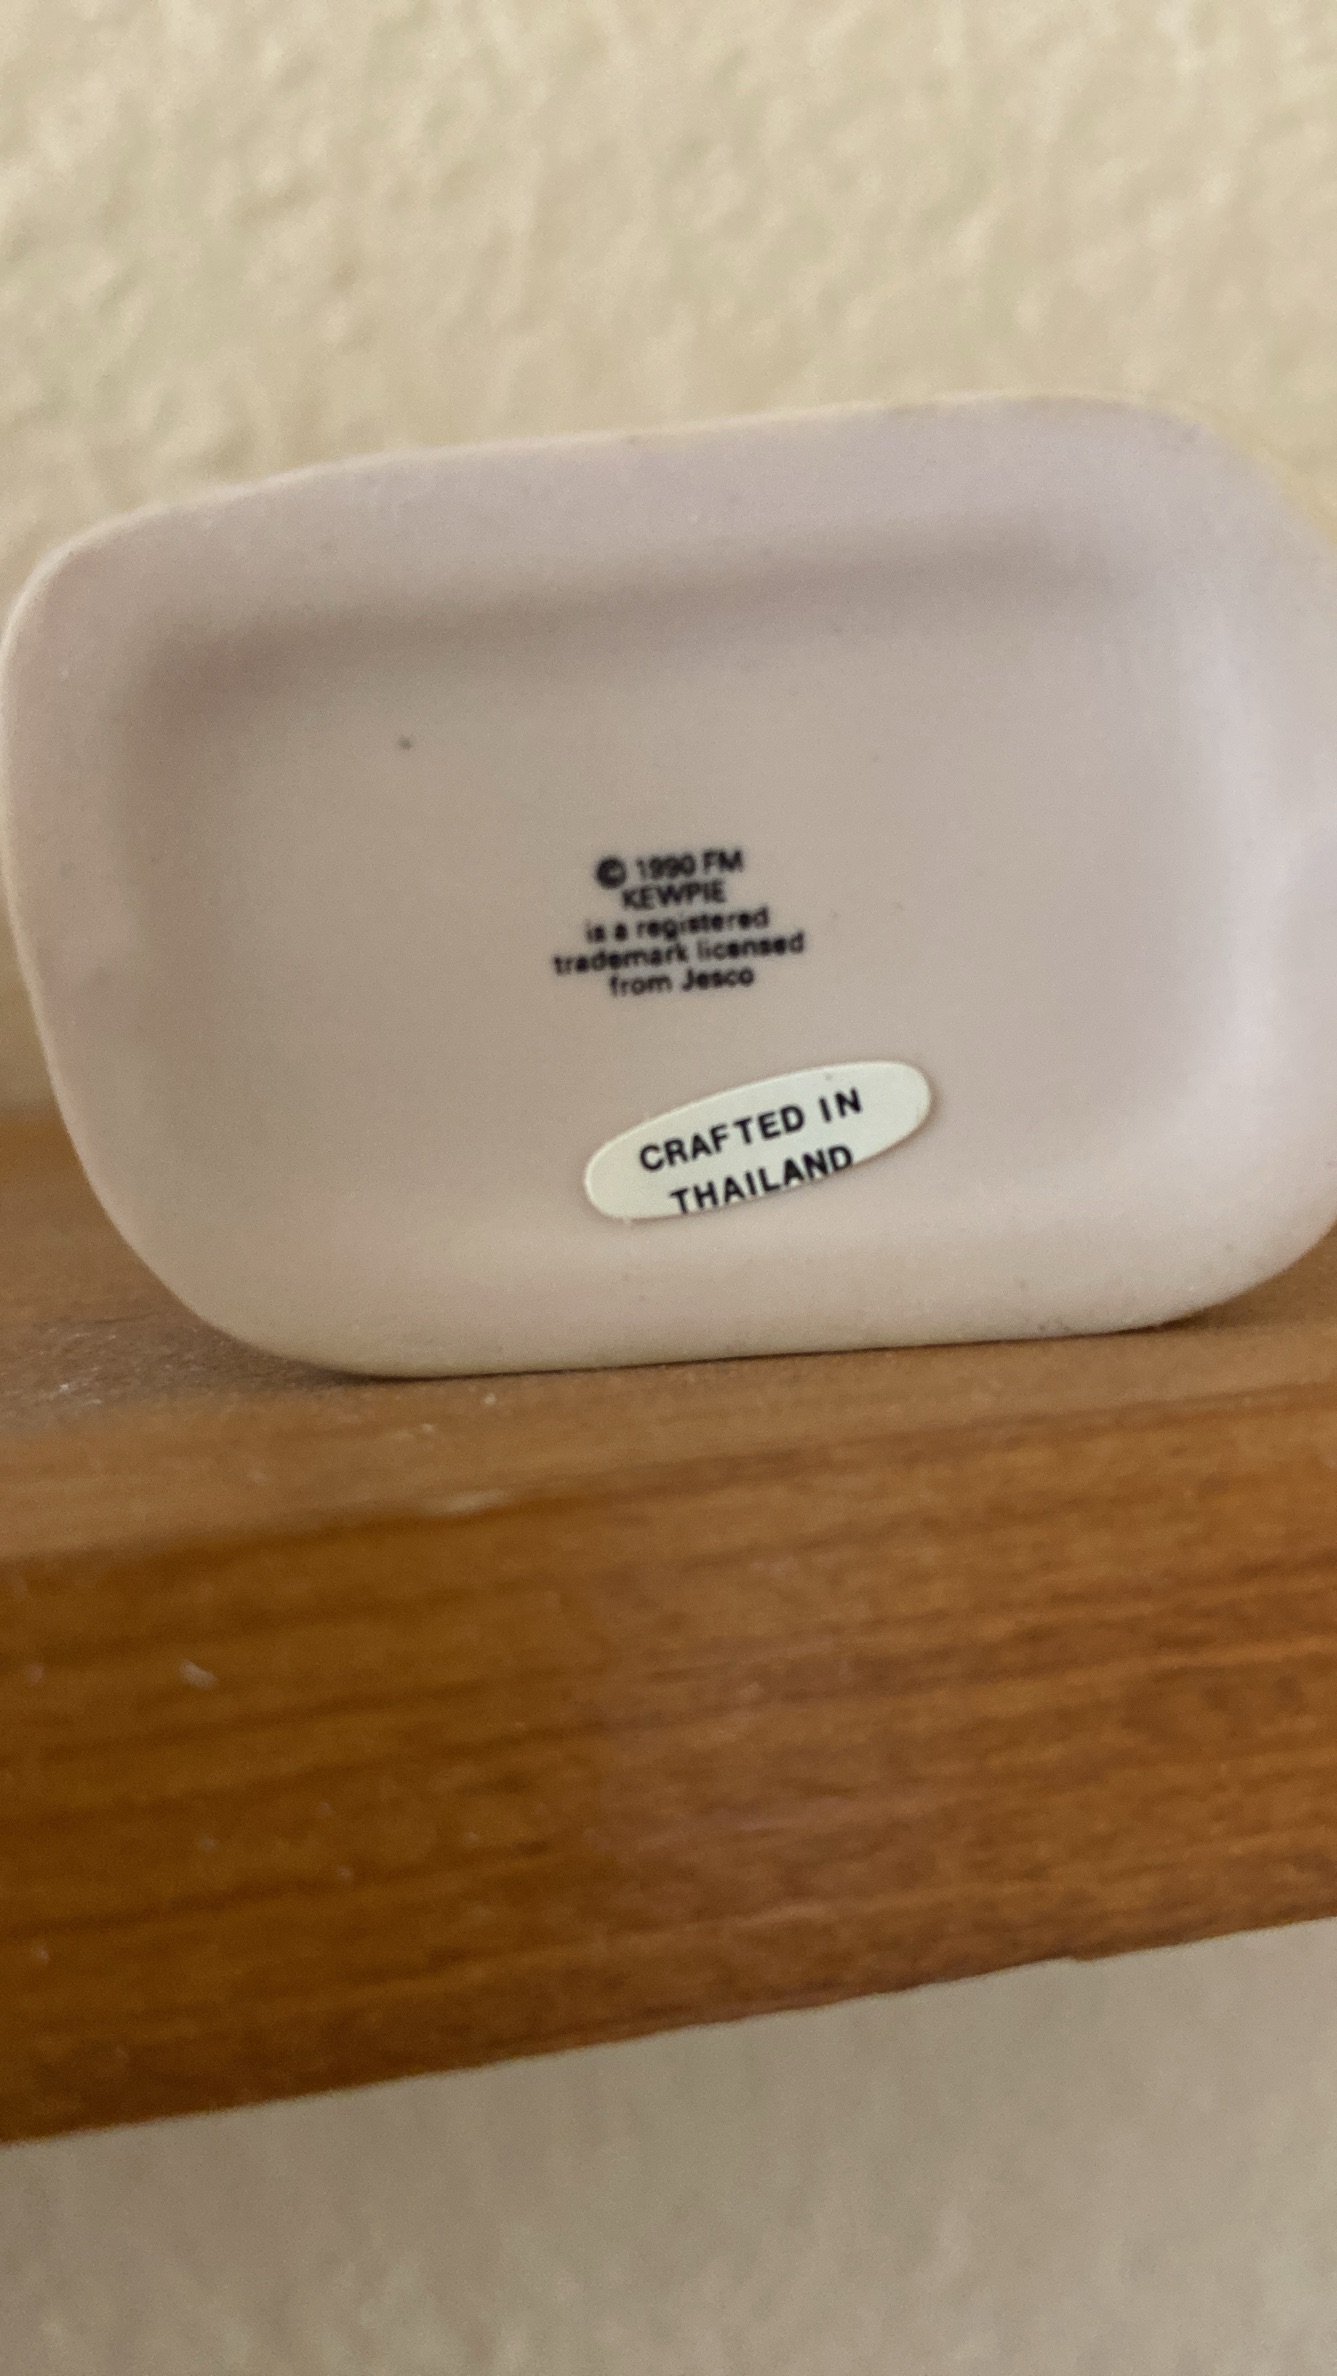 © 1990 FM
KEWPIE
is a registered
trademark licensed
from Jesco
CRAFTED IN
THAILAND